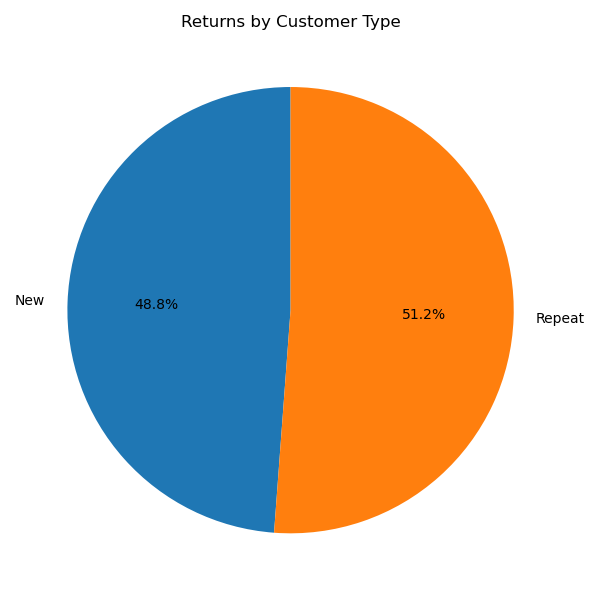 Returns by Customer Type
New
48.8%
51.2%
Repeat